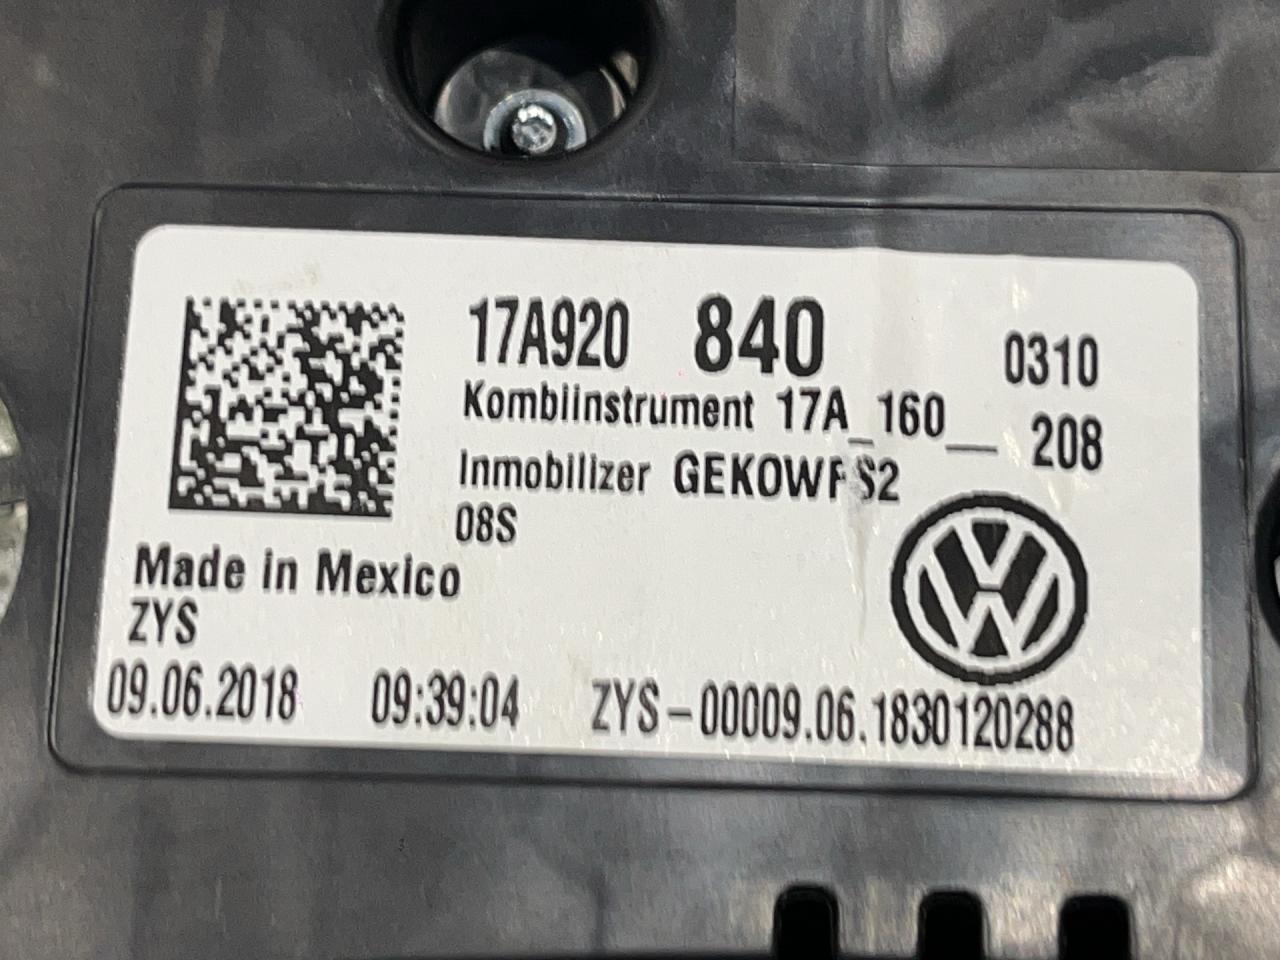 17A920 840 0310
Kombiinstrument 17A_160__ 208
Inmobilizer GEKOWFS2
08S
Made in Mexico
ZYS
09.06.2018 09:39:04 ZYS-00009.06.1830120288